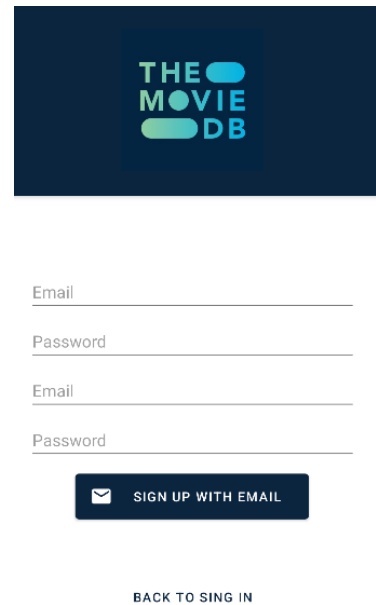 THE
MOVIE
DB
Email
Password
Email
Password
SIGN UP WITH EMAIL
BACK TO SING IN